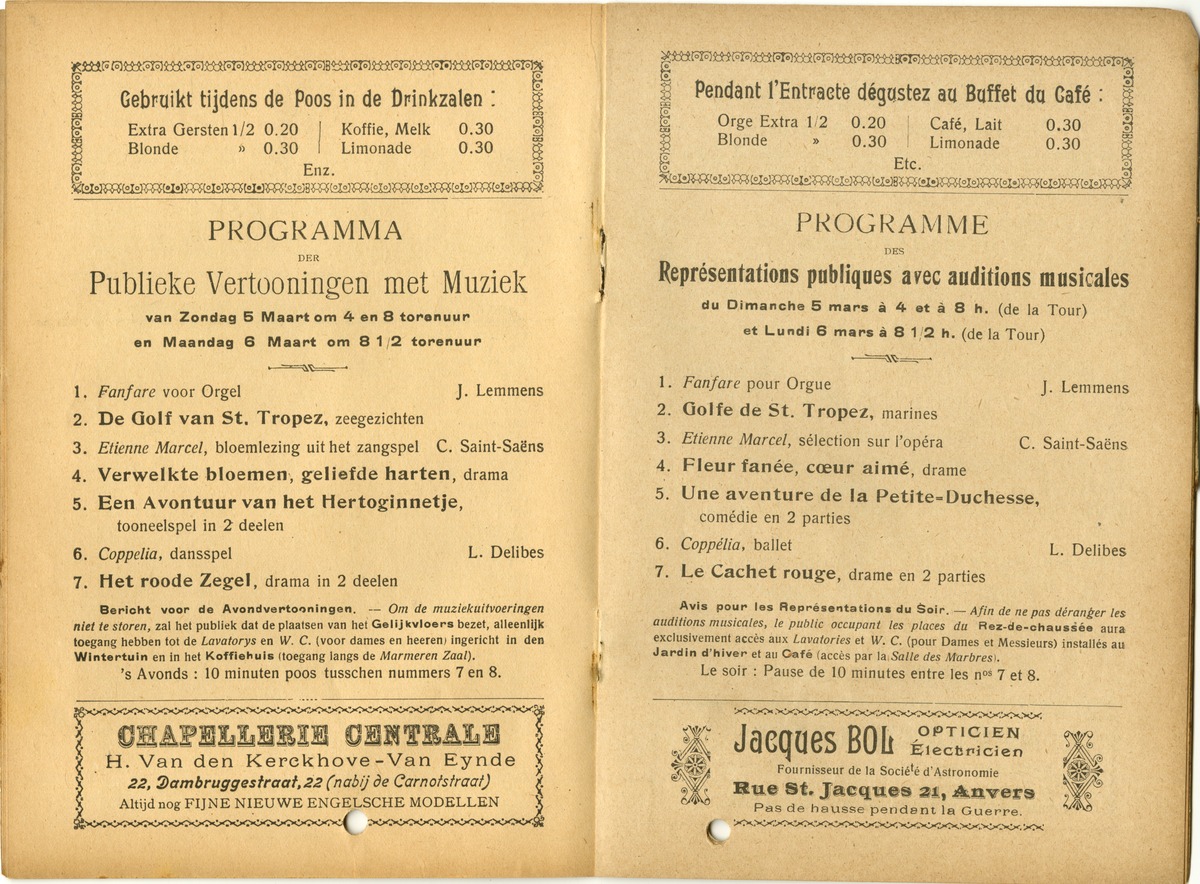 Gebruikt tijdens de Poos in de Drinkzalen :
Extra Gersten 1/2 0.20 | Koffie, Melk 0.30
Blonde » 0.30 | Limonade 0.30
Enz.
PROGRAMMA
DER
Publieke Vertooningen met Muziek
van Zondag 5 Maart om 4 en 8 torenuur
en Maandag 6 Maart om 8 1/2 torenuur
1. Fanfare voor Orgel J. Lemmens
2. De Golf van St. Tropez, zeegezichten
3. Etienne Marcel, bloemlezing uit het zangspel C. Saint-Saëns
4. Verwelkte bloemen, geliefde harten, drama
5. Een Avontuur van het Hertoginnetje,
tooneelspel in 2 deelen
6. Coppelia, dansspel L. Delibes
7. Het roode Zegel, drama in 2 deelen
Bericht voor de Avondvertooningen. — Om de muziekuitvoeringen
niet te storen, zal het publiek dat de plaatsen van het Gelijkvloers bezet, alleenlijk
toegang hebben tot de Lavatorys en W. C. (voor dames en heeren) ingericht in den
Wintertuin en in het Koffiehuis (toegang langs de Marmeren Zaal).
's Avonds : 10 minuten poos tusschen nummers 7 en 8.
CHAPELLERIE CENTRALE
H. Van den Kerckhove-Van Eynde
22, Dambruggestraat, 22 (nabij de Carnotstraat)
Altijd nog FIJNE NIEUWE ENGELSCHE MODELLEN
Pendant l'Entracte dégustez au Buffet du Café :
Orge Extra 1/2 0.20 | Café, Lait 0.30
Blonde » 0.30 | Limonade 0.30
Etc.
PROGRAMME
DES
Représentations publiques avec auditions musicales
du Dimanche 5 mars à 4 et à 8 h. (de la Tour)
et Lundi 6 mars à 8 1/2 h. (de la Tour)
1. Fanfare pour Orgue J. Lemmens
2. Golfe de St. Tropez, marines
3. Etienne Marcel, sélection sur l'opéra C. Saint-Saëns
4. Fleur fanée, cœur aimé, drame
5. Une aventure de la Petite-Duchesse,
comédie en 2 parties
6. Coppélia, ballet L. Delibes
7. Le Cachet rouge, drame en 2 parties
Avis pour les Représentations du Soir. — Afin de ne pas déranger les
auditions musicales, le public occupant les places du Rez-de-chaussée aura
exclusivement accès aux Lavatories et W. C. (pour Dames et Messieurs) installés au
Jardin d'hiver et au Café (accès par la Salle des Marbres).
Le soir : Pause de 10 minutes entre les nos 7 et 8.
Jacques BOL OPTICIEN
Électricien
Fournisseur de la Société d'Astronomie
Rue St. Jacques 21, Anvers
Pas de hausse pendant la Guerre.